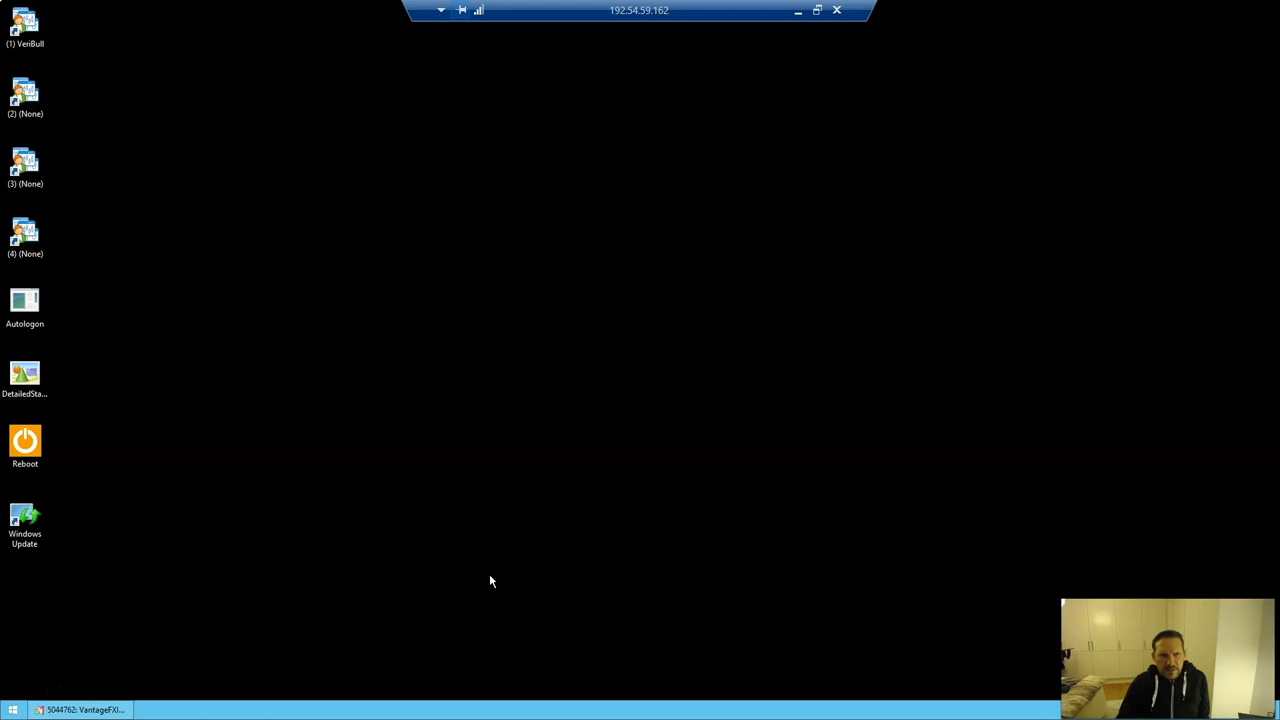 192.54.59.162
(1) VeriBull
(2) (None)
(3) (None)
(4) (None)
Autologon
DetailedSta...
Reboot
Windows
Update
5044762: VantageFXI...